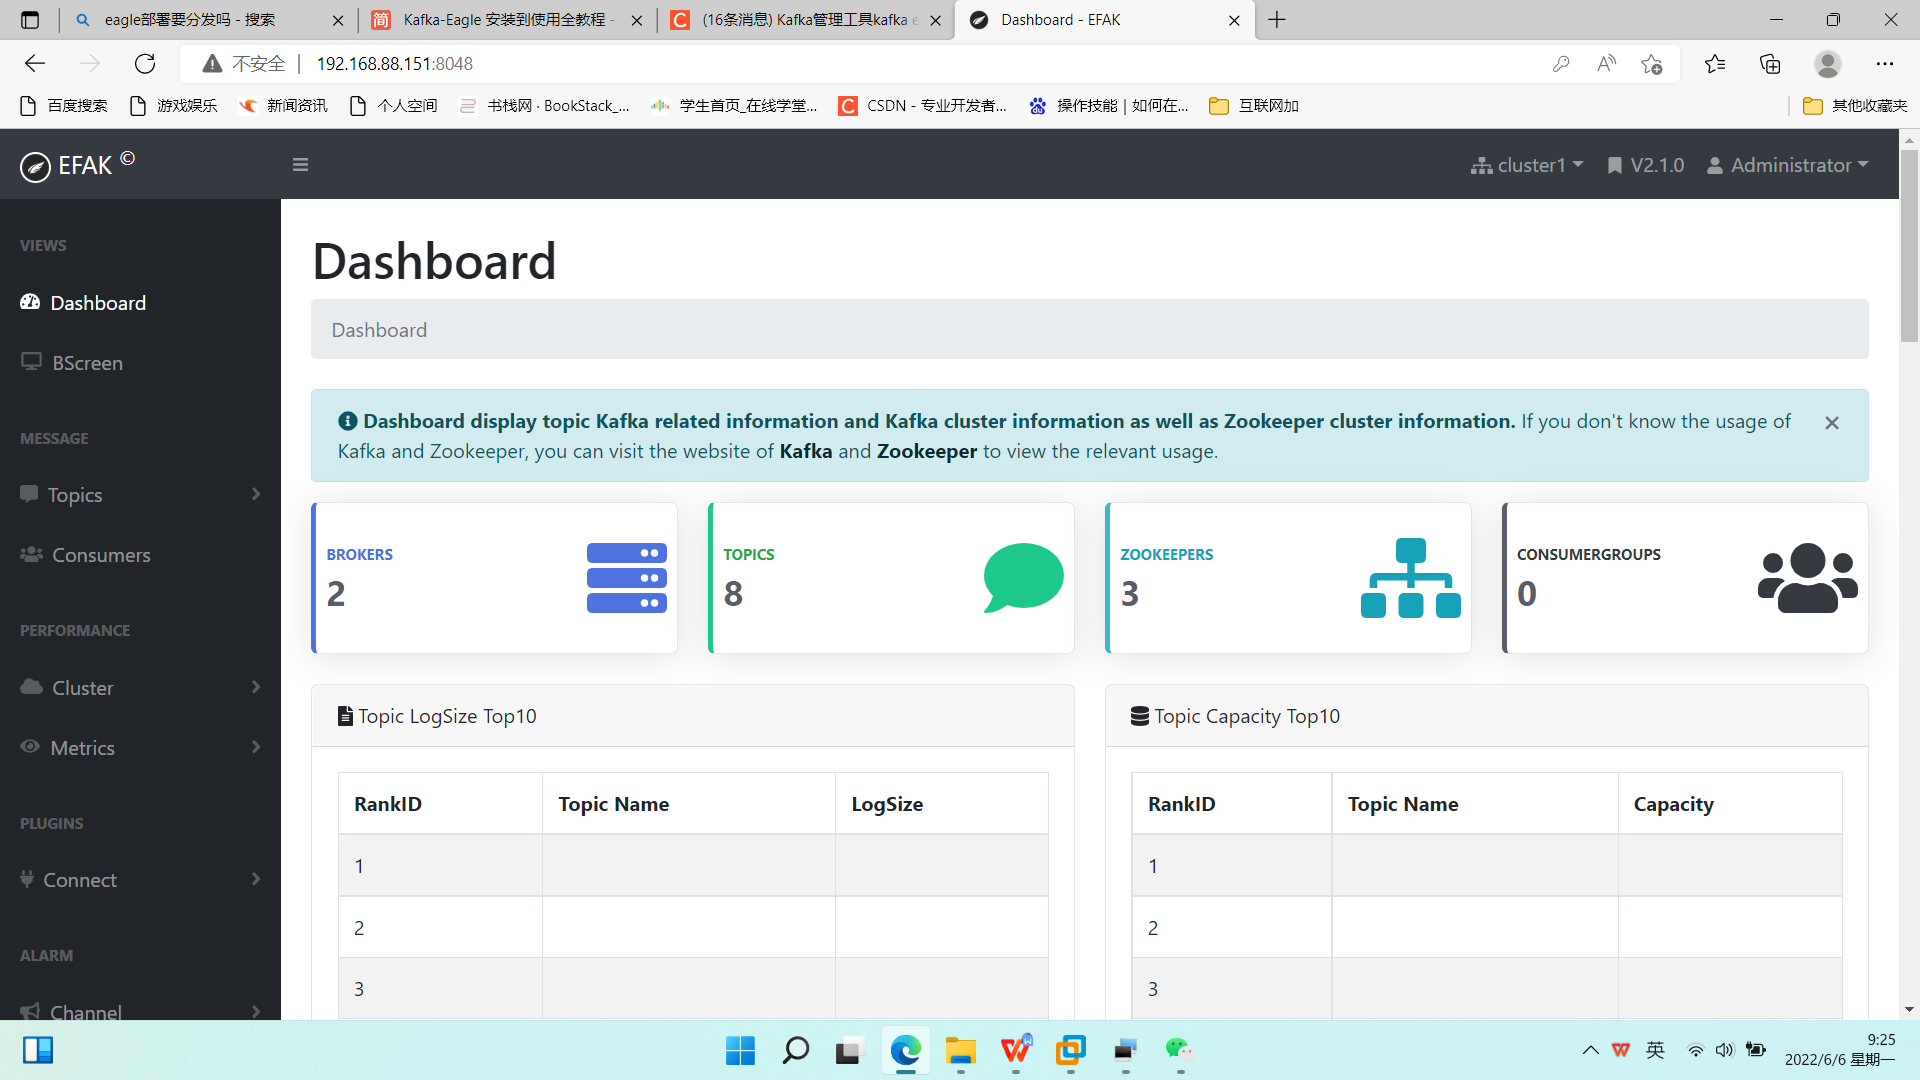 eagle部署要分发吗 - 搜索
Kafka-Eagle 安装到使用全教程 -
(16条消息) Kafka管理工具kafka e
Dashboard - EFAK
不安全
192.168.88.151:8048
百度搜索
游戏娱乐
新闻资讯
个人空间
书栈网 · BookStack_...
学生首页_在线学堂...
CSDN - 专业开发者...
操作技能 | 如何在...
互联网加
其他收藏夹
EFAK ©
cluster1
V2.1.0
Administrator
VIEWS
Dashboard
BScreen
MESSAGE
Topics
Consumers
PERFORMANCE
Cluster
Metrics
PLUGINS
Connect
ALARM
Channel
Dashboard
Dashboard
Dashboard display topic Kafka related information and Kafka cluster information as well as Zookeeper cluster information. If you don't know the usage of
Kafka and Zookeeper, you can visit the website of Kafka and Zookeeper to view the relevant usage.
BROKERS
2
TOPICS
8
ZOOKEEPERS
3
CONSUMERGROUPS
0
Topic LogSize Top10
RankID Topic Name LogSize
1
2
3
Topic Capacity Top10
RankID Topic Name Capacity
1
2
3
英
9:25
2022/6/6 星期一